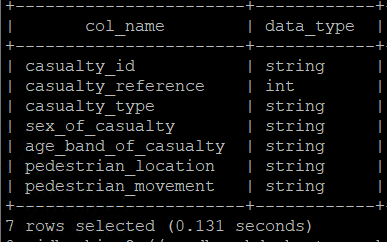 +------------------------+------------+
|       col_name         | data_type  |
+------------------------+------------+
| casualty_id            | string     |
| casualty_reference     | int        |
| casualty_type          | string     |
| sex_of_casualty        | string     |
| age_band_of_casualty   | string     |
| pedestrian_location    | string     |
| pedestrian_movement    | string     |
+------------------------+------------+
7 rows selected (0.131 seconds)